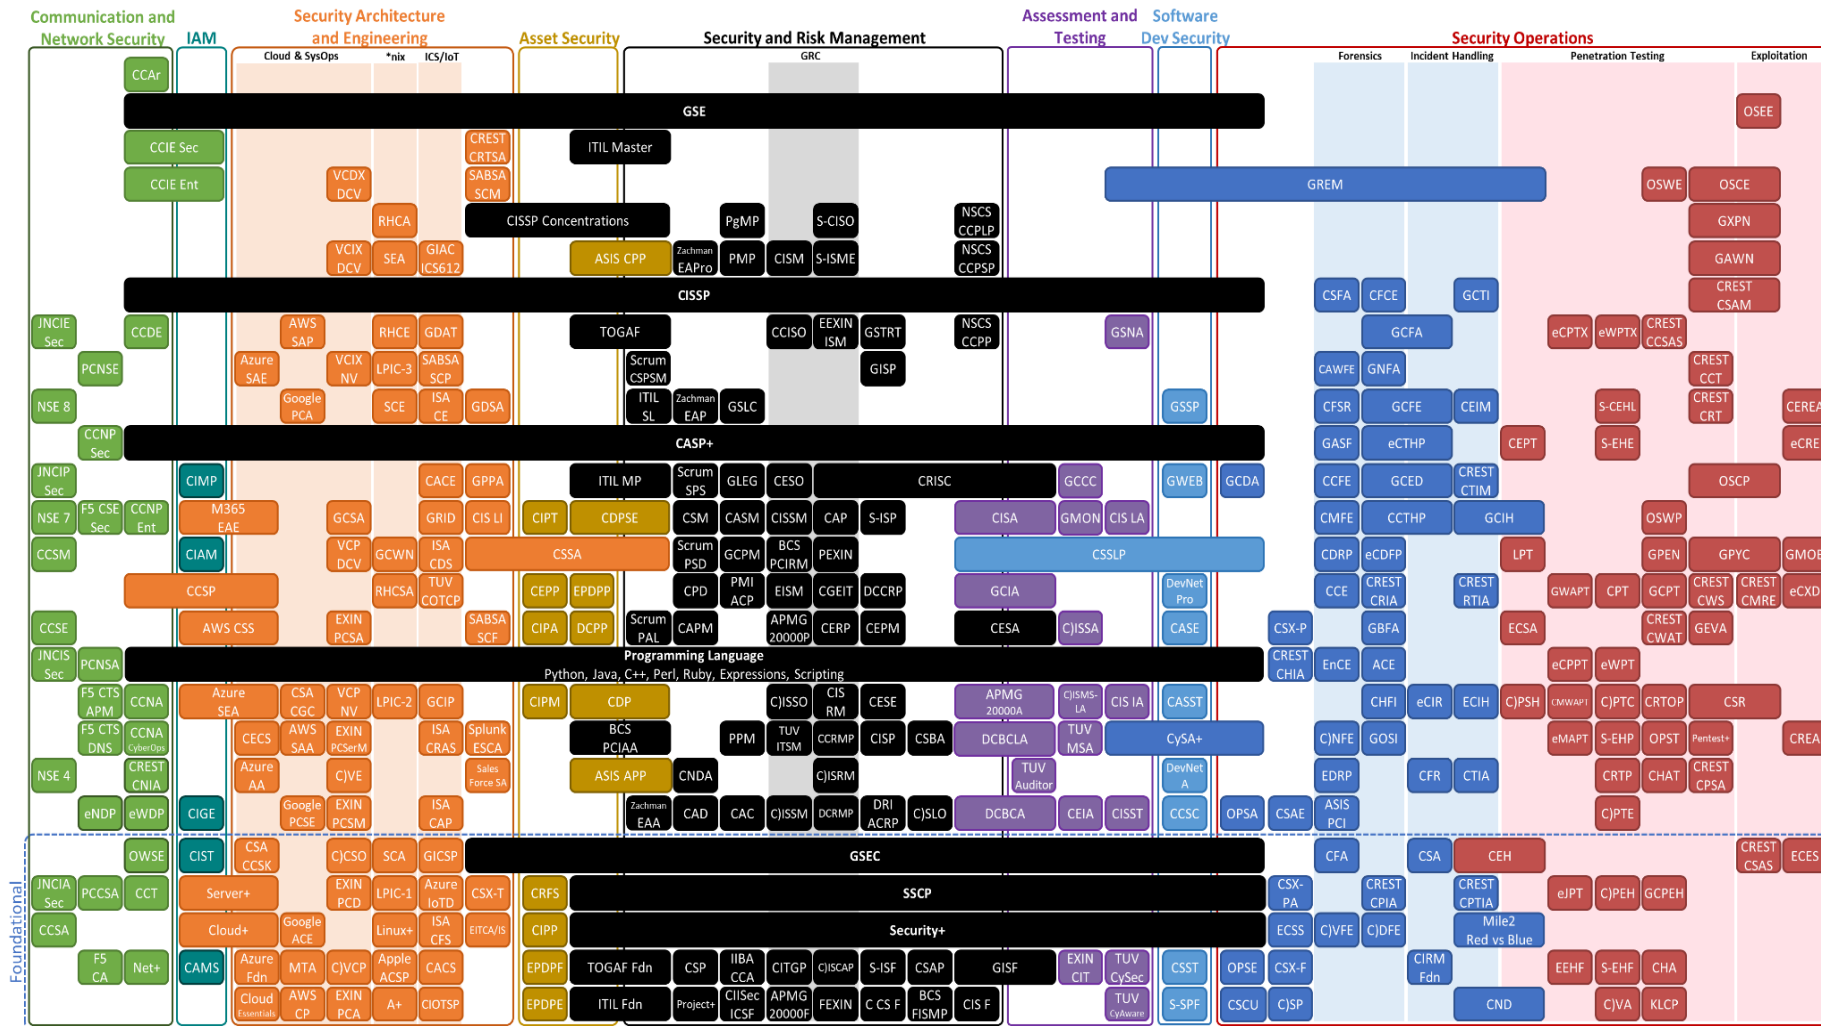 Communication and
Network Security
IAM
Security Architecture
and Engineering
Asset Security
Security and Risk Management
Assessment and
Testing
Software
Dev Security
Security Operations
Cloud & SysOps
*nix
ICS/IoT
GRC
Forensics
Incident Handling
Penetration Testing
Exploitation
CCAr
GSE
OSEE
CCIE Sec
CREST
CRTSA
ITIL Master
CCIE Ent
VCDX
DCV
SABSA
SCM
GREM
OSWE
OSCE
RHCA
CISSP Concentrations
PgMP
S-CISO
NSCS
CCPLP
GXPN
VCIX
DCV
SEA
GIAC
ICS612
ASIS CPP
Zachman
EAPro
PMP
CISM
S-ISME
NSCS
CCPSP
GAWN
CISSP
CSFA
CFCE
GCTI
CREST
CSAM
JNCIE
Sec
CCDE
AWS
SAP
RHCE
GDAT
TOGAF
CCISO
EEXIN
ISM
GSTRT
NSCS
CCPP
GSNA
GCFA
eCPTX
eWPTX
CREST
CCSAS
PCNSE
Azure
SAE
VCIX
NV
LPIC-3
SABSA
SCP
Scrum
CSPSM
GISP
CAWFE
GNFA
CREST
CCT
NSE 8
Google
PCA
SCE
ISA
CE
GDSA
ITIL
SL
Zachman
EAP
GSLC
GSSP
CFSR
GCFE
CEIM
S-CEHL
CREST
CRT
CEREA
CCNP
Sec
CASP+
GASF
eCTHP
CEPT
S-EHE
eCRE
JNCIP
Sec
CIMP
CACE
GPPA
ITIL MP
Scrum
SPS
GLEG
CESO
CRISC
GCCC
GWEB
GCDA
CCFE
GCED
CREST
CTIM
OSCP
NSE 7
F5 CSE
Sec
CCNP
Ent
M365
EAE
GCSA
GRID
CIS LI
CIPT
CDPSE
CSM
CASM
CISSM
CAP
S-ISP
CISA
GMON
CIS LA
CMFE
CCTHP
GCIH
OSWP
CCSM
CIAM
VCP
DCV
GCWN
ISA
CDS
CSSA
Scrum
PSD
GCPM
BCS
PCIRM
PEXIN
CSSLP
CDRP
eCDFP
LPT
GPEN
GPYC
GMOB
CCSP
RHCSA
TUV
COTCP
CEPP
EPDPP
CPD
PMI
ACP
EISM
CGEIT
DCCRP
GCIA
DevNet
Pro
CCE
CREST
CRIA
CREST
RTIA
GWAPT
CPT
GCPT
CREST
CWS
CREST
CMRE
eCXD
CCSE
AWS CSS
EXIN
PCSA
SABSA
SCF
CIPA
DCPP
Scrum
PAL
CAPM
APMG
20000P
CERP
CEPM
CESA
C)ISSA
CASE
CSX-P
GBFA
ECSA
CREST
CWAT
GEVA
JNCIS
Sec
PCNSA
Programming Language
Python, Java, C++, Perl, Ruby, Expressions, Scripting
CREST
CHIA
EnCE
ACE
eCPPT
eWPT
F5 CTS
APM
CCNA
Azure
SEA
CSA
CGC
VCP
NV
LPIC-2
GCIP
CIPM
CDP
C)ISSO
CIS
RM
CESE
APMG
20000A
C)ISMS-
LA
CIS IA
CASST
CHFI
eCIR
ECIH
C)PSH
CMWAPT
C)PTC
CRTOP
CSR
F5 CTS
DNS
CCNA
CyberOps
CECS
AWS
SAA
EXIN
PCSerM
ISA
CRAS
Splunk
ESCA
BCS
PCIAA
PPM
TUV
ITSM
CCRMP
CISP
CSBA
DCBCLA
TUV
MSA
CySA+
C)NFE
GOSI
eMAPT
S-EHP
OPST
Pentest+
CREA
NSE 4
CREST
CNIA
Azure
AA
C)VE
Sales
Force SA
ASIS APP
CNDA
C)ISRM
TUV
Auditor
DevNet
A
EDRP
CFR
CTIA
CRTP
CHAT
CREST
CPSA
eNDP
eWDP
CIGE
Google
PCSE
EXIN
PCSM
ISA
CAP
Zachman
EAA
CAD
CAC
C)ISSM
DCRMP
DRI
ACRP
C)SLO
DCBCA
CEIA
CISST
CCSC
OPSA
CSAE
ASIS
PCI
C)PTE
Foundational
OWSE
CIST
CSA
CCSK
C)CSO
SCA
GICSP
GSEC
CFA
CSA
CEH
CREST
CSAS
ECES
JNCIA
Sec
PCCSA
CCT
Server+
EXIN
PCD
LPIC-1
Azure
IoTD
CSX-T
CRFS
SSCP
CSX-
PA
CREST
CPIA
CREST
CPTIA
eJPT
C)PEH
GCPEH
CCSA
Cloud+
Google
ACE
Linux+
ISA
CFS
EITCA/IS
CIPP
Security+
ECSS
C)VFE
C)DFE
Mile2
Red vs Blue
F5
CA
Net+
CAMS
Azure
Fdn
MTA
C)VCP
Apple
ACSP
CACS
EPDPF
TOGAF Fdn
CSP
IIBA
CCA
CITGP
C)ISCAP
S-ISF
CSAP
GISF
EXIN
CIT
TUV
CySec
CSST
OPSE
CSX-F
CIRM
Fdn
EEHF
S-EHF
CHA
Cloud
Essentials
AWS
CP
EXIN
PCA
A+
CIOTSP
EPDPE
ITIL Fdn
Project+
CIISec
ICSF
APMG
20000F
FEXIN
C CS F
BCS
FISMP
CIS F
TUV
CyAware
S-SPF
CSCU
C)SP
CND
C)VA
KLCP